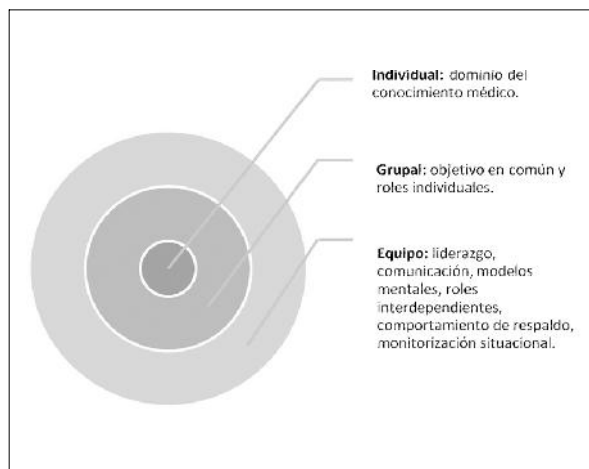 Individual: dominio del
conocimiento médico.
Grupal: objetivo en común y
roles individuales.
Equipo: liderazgo,
comunicación, modelos
mentales, roles
interdependientes,
comportamiento de respaldo,
monitorización situacional.